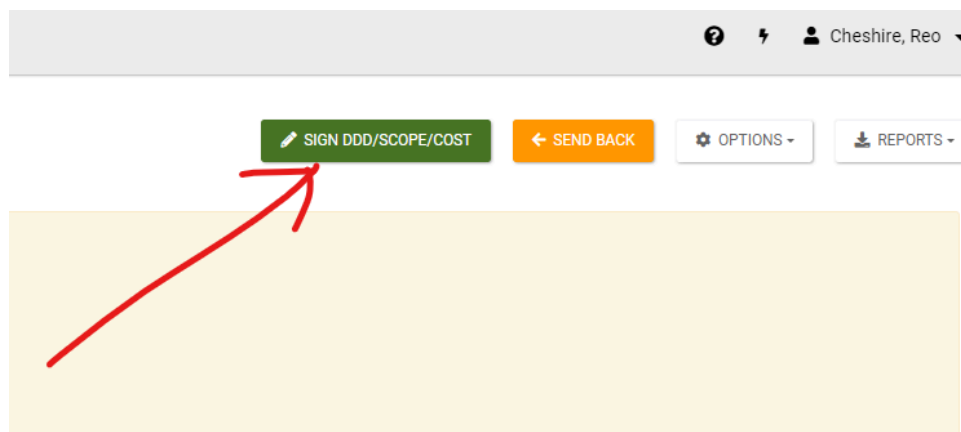 Cheshire, Reo
SIGN DDD/SCOPE/COST
SEND BACK
OPTIONS
REPORTS